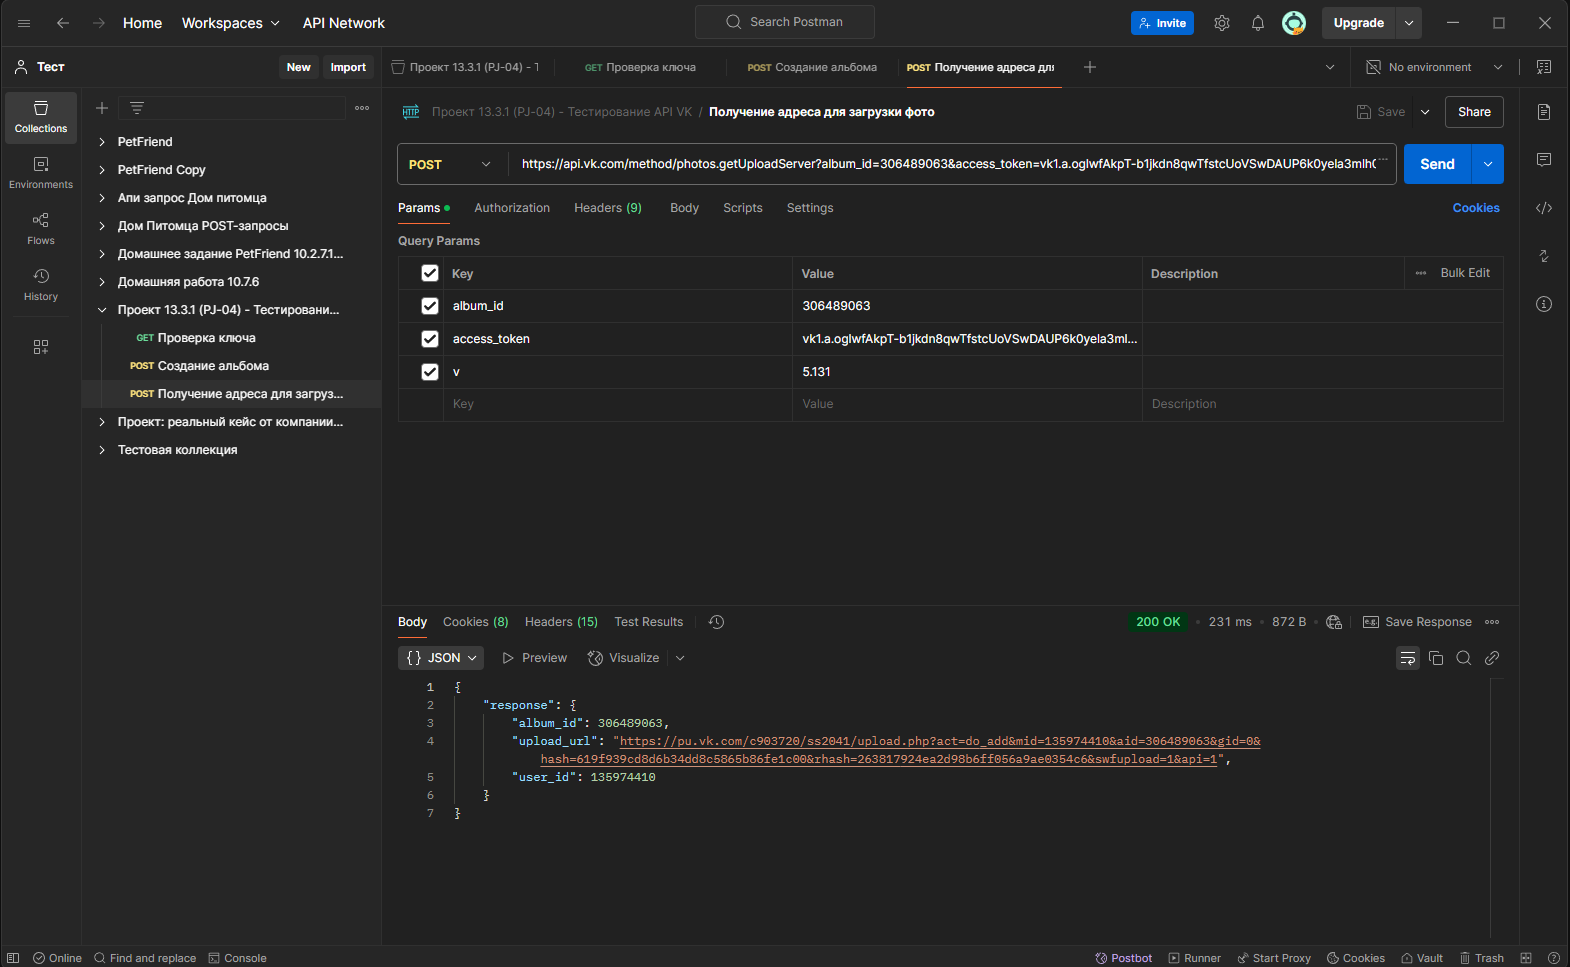 Home Workspaces API Network Search Postman Invite Upgrade
Тест New Import
Проект 13.3.1 (PJ-04) - Т GET Проверка ключа POST Создание альбома POST Получение адреса для No environment
Collections
Environments
Flows
History
PetFriend
PetFriend Copy
Апи запрос Дом питомца
Дом Питомца POST-запросы
Домашнее задание PetFriend 10.2.7.1...
Домашняя работа 10.7.6
Проект 13.3.1 (PJ-04) - Тестировани...
GET Проверка ключа
POST Создание альбома
POST Получение адреса для загруз...
Проект: реальный кейс от компании...
Тестовая коллекция
HTTP Проект 13.3.1 (PJ-04) - Тестирование API VK / Получение адреса для загрузки фото Save Share
POST https://api.vk.com/method/photos.getUploadServer?album_id=306489063&access_token=vk1.a.oglwfAkpT-b1jkdn8qwTfstcUoVSwDAUP6k0yela3mlh Send
Params Authorization Headers (9) Body Scripts Settings Cookies
Query Params
Key Value Description ... Bulk Edit
album_id 306489063
access_token vk1.a.oglwfAkpT-b1jkdn8qwTfstcUoVSwDAUP6k0yela3ml...
v 5.131
Key Value Description
Body Cookies (8) Headers (15) Test Results 200 OK • 231 ms • 872 B e.g. Save Response
{} JSON Preview Visualize
1 {
2 "response": {
3 "album_id": 306489063,
4 "upload_url": "https://pu.vk.com/c903720/ss2041/upload.php?act=do_add&mid=135974410&aid=306489063&gid=0&
hash=619f939cd8d6b34dd8c5865b86fe1c00&rhash=263817924ea2d98b6ff056a9ae0354c6&swfupload=1&api=1",
5 "user_id": 135974410
6 }
7 }
Online Find and replace Console Postbot Runner Start Proxy Cookies Vault Trash